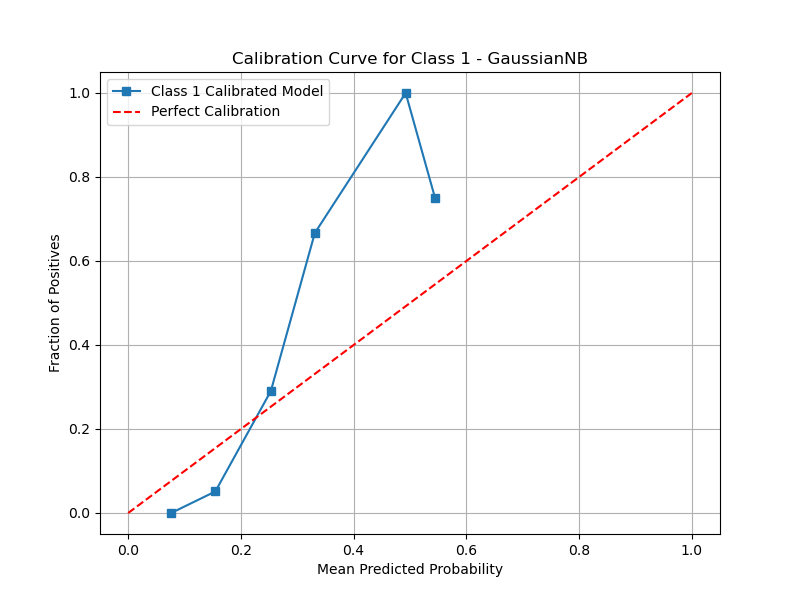 Calibration Curve for Class 1 - GaussianNB
Class 1 Calibrated Model
Perfect Calibration
1.0
0.8
0.6
0.4
0.2
0.0
Fraction of Positives
0.0 0.2 0.4 0.6 0.8 1.0
Mean Predicted Probability